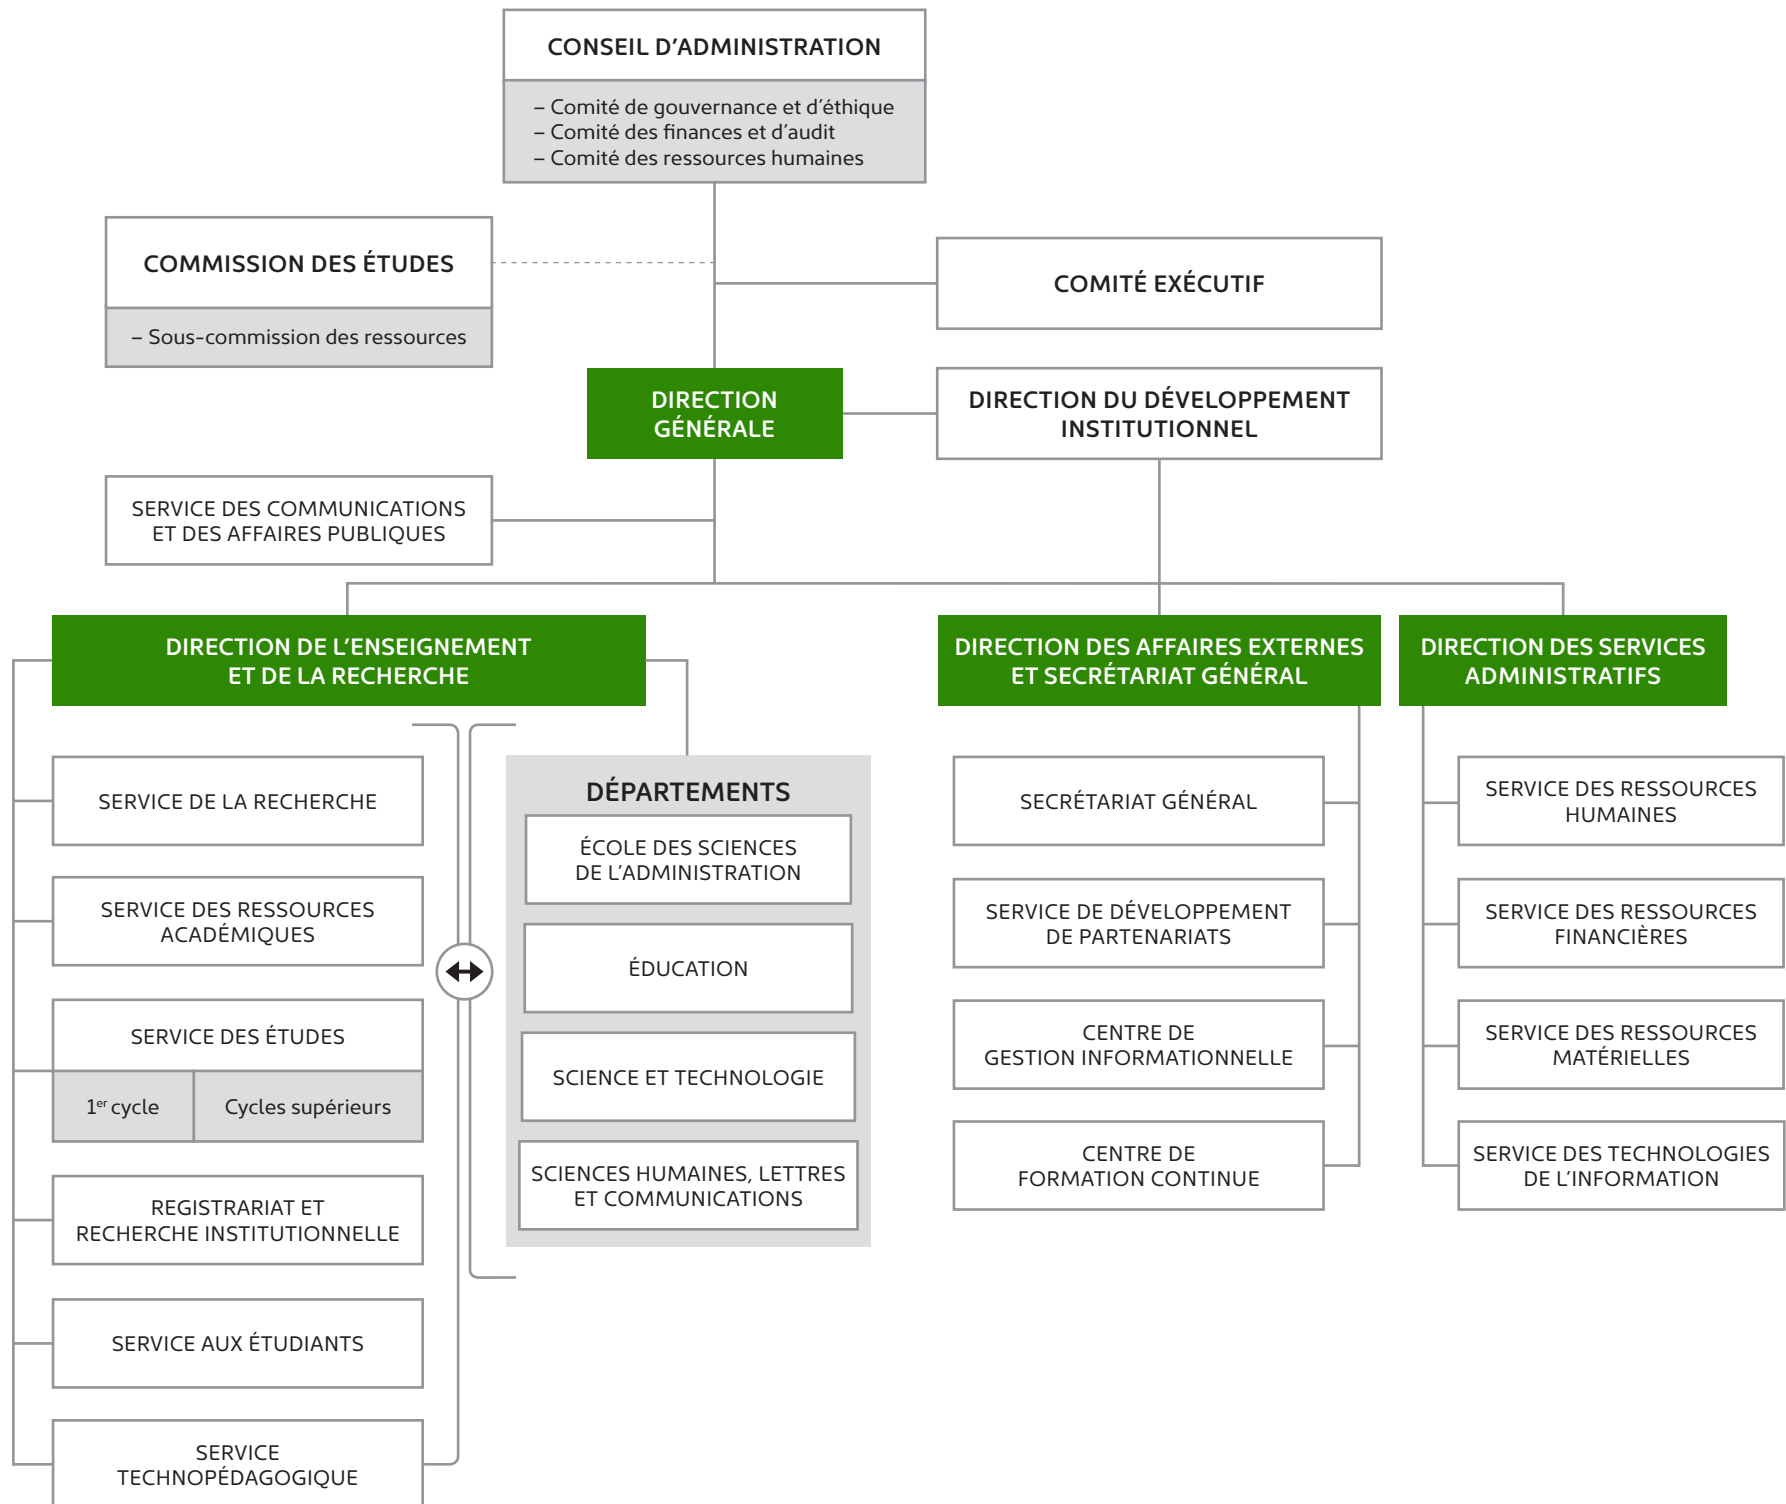 CONSEIL D’ADMINISTRATION
– Comité de gouvernance et d’éthique
– Comité des finances et d’audit
– Comité des ressources humaines
COMMISSION DES ÉTUDES
– Sous-commission des ressources
COMITÉ EXÉCUTIF
DIRECTION
GÉNÉRALE
DIRECTION DU DÉVELOPPEMENT
INSTITUTIONNEL
SERVICE DES COMMUNICATIONS
ET DES AFFAIRES PUBLIQUES
DIRECTION DE L’ENSEIGNEMENT
ET DE LA RECHERCHE
SERVICE DE LA RECHERCHE
SERVICE DES RESSOURCES
ACADÉMIQUES
SERVICE DES ÉTUDES
1er cycle
Cycles supérieurs
REGISTRARIAT ET
RECHERCHE INSTITUTIONNELLE
SERVICE AUX ÉTUDIANTS
SERVICE
TECHNOPÉDAGOGIQUE
DÉPARTEMENTS
ÉCOLE DES SCIENCES
DE L’ADMINISTRATION
ÉDUCATION
SCIENCE ET TECHNOLOGIE
SCIENCES HUMAINES, LETTRES
ET COMMUNICATIONS
DIRECTION DES AFFAIRES EXTERNES
ET SECRÉTARIAT GÉNÉRAL
SECRÉTARIAT GÉNÉRAL
SERVICE DE DÉVELOPPEMENT
DE PARTENARIATS
CENTRE DE
GESTION INFORMATIONNELLE
CENTRE DE
FORMATION CONTINUE
DIRECTION DES SERVICES
ADMINISTRATIFS
SERVICE DES RESSOURCES
HUMAINES
SERVICE DES RESSOURCES
FINANCIÈRES
SERVICE DES RESSOURCES
MATÉRIELLES
SERVICE DES TECHNOLOGIES
DE L’INFORMATION